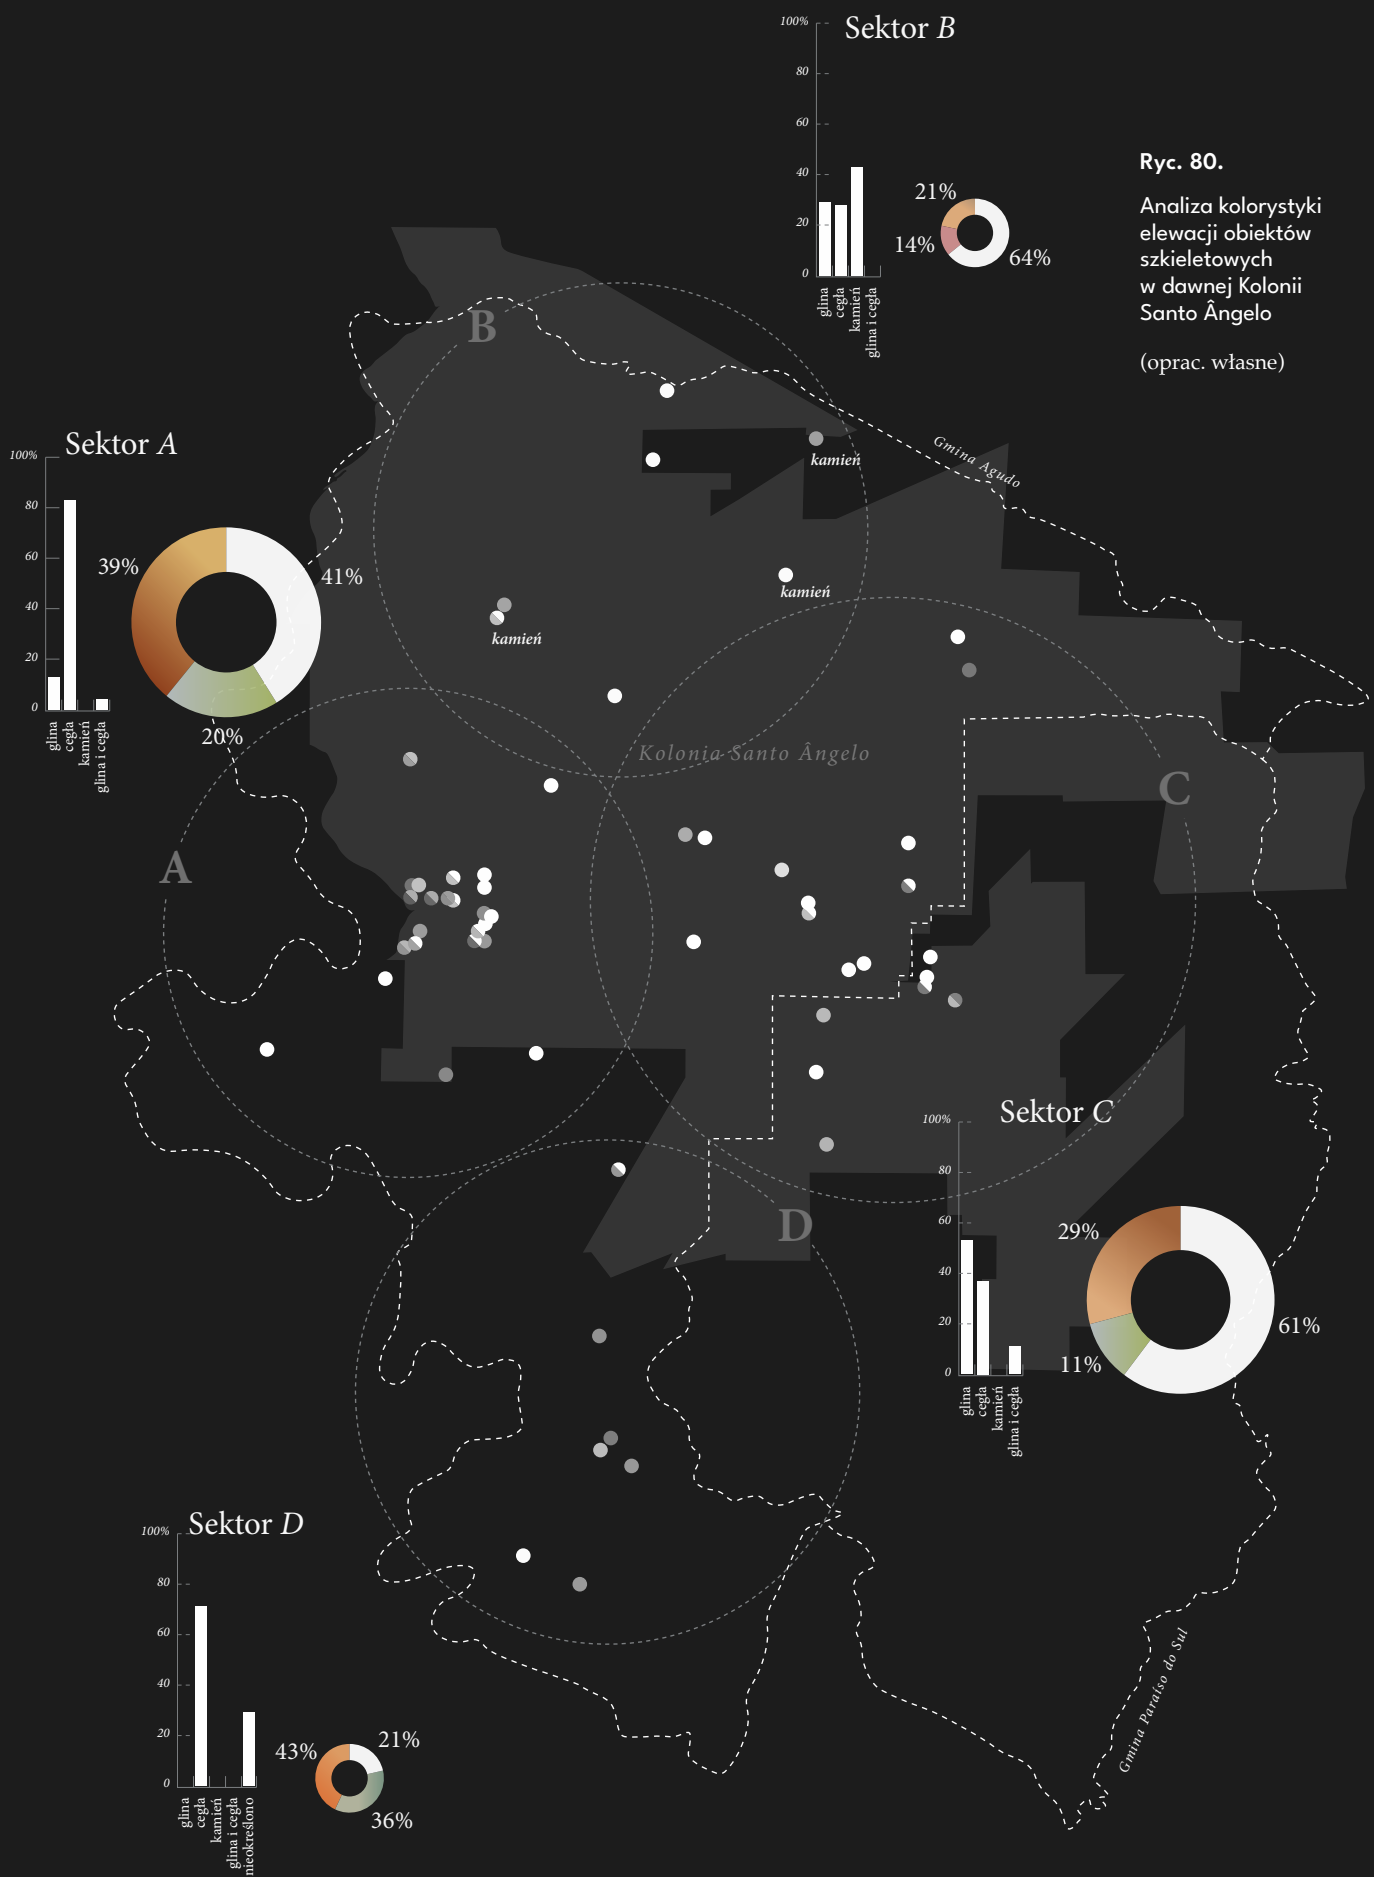 Sektor B
100%
80
60
40
20
0
glina
cegła
kamień
glina i cegła
21%
14%
64%
Ryc. 80.
Analiza kolorystyki
elewacji obiektów
szkieletowych
w dawnej Kolonii
Santo Ângelo
(oprac. własne)
B
kamień
Gmina Agudo
kamień
kamień
Sektor A
100%
80
60
40
20
0
glina
cegła
kamień
glina i cegła
39%
41%
20%
Kolonia Santo Ângelo
C
A
D
Sektor C
100%
80
60
40
20
0
glina
cegła
kamień
glina i cegła
29%
61%
11%
Sektor D
100%
80
60
40
20
0
glina
cegła
kamień
glina i cegła
nieokreślono
43%
21%
36%
Gmina Paraíso do Sul